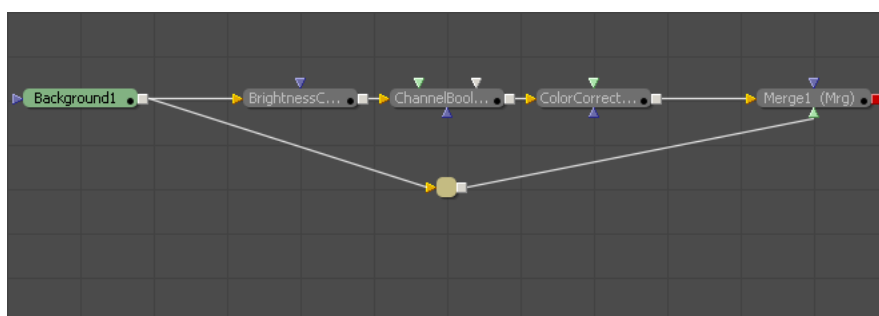 Background1
BrightnessC...
ChannelBool...
ColorCorrect...
Merge1 (Mrg)